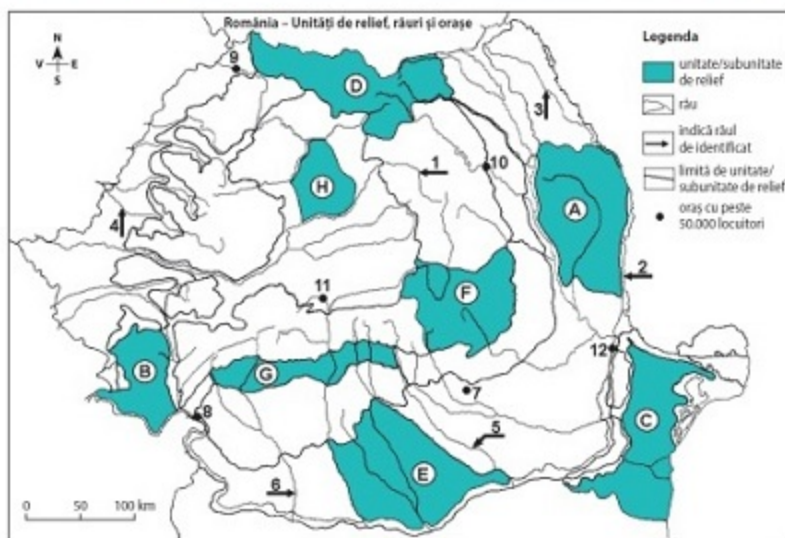 România – Unități de relief, râuri și orașe
N
V E
S
Legenda
unitate/subunitate
de relief
râu
indică râul
de identificat
limită de unitate/
subunitate de relief
oraș cu peste
50.000 locuitori
9
D
3
1
10
H
A
4
2
11
F
12
B
G
7
8
C
5
E
6
0 50 100 km